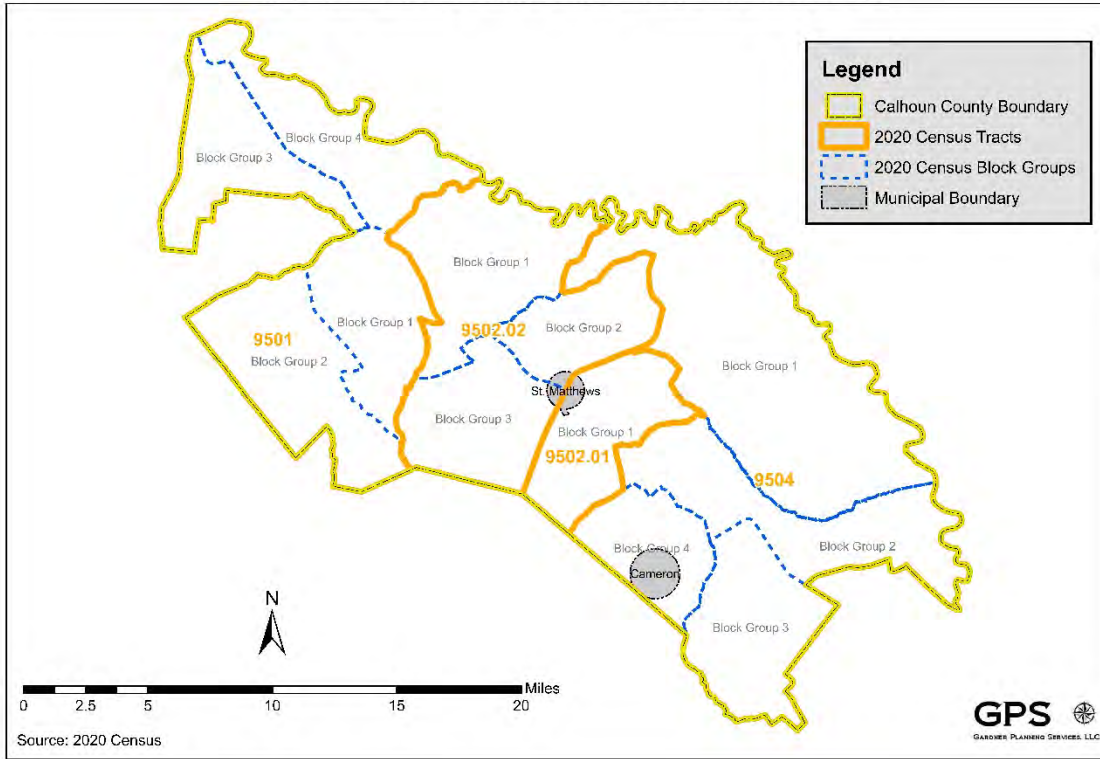 Legend
Calhoun County Boundary
2020 Census Tracts
2020 Census Block Groups
Municipal Boundary
Block Group 4
Block Group 3
Block Group 1
9501
Block Group 2
Block Group 1
9502.02
Block Group 2
Block Group 3
St. Matthews
Block Group 1
9502.01
Block Group 1
9504
Block Group 2
Block Group 4
Cameron
Block Group 3
N
Miles
0 2.5 5 10 15 20
Source: 2020 Census
GPS
GARDNER PLANNING SERVICES, LLC